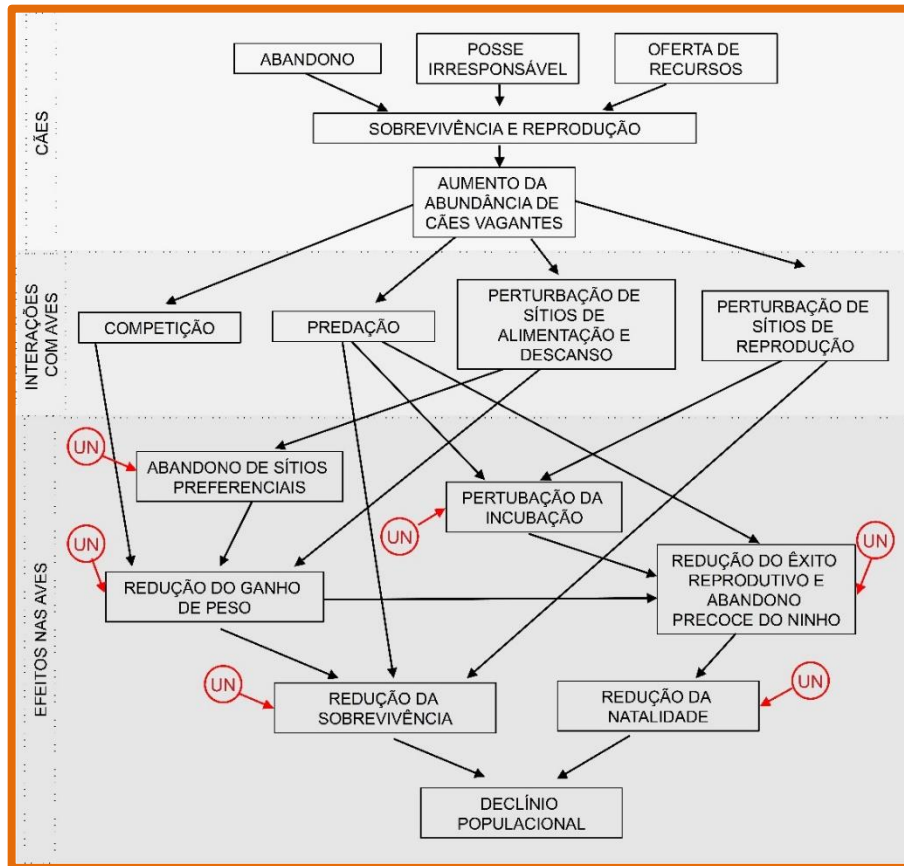 ABANDONO
POSSE
IRRESPONSÁVEL
OFERTA DE
RECURSOS
SOBREVIVÊNCIA E REPRODUÇÃO
AUMENTO DA
ABUNDÂNCIA DE
CÃES VAGANTES
CÃES
INTERAÇÕES
COM AVES
COMPETIÇÃO
PREDAÇÃO
PERTURBAÇÃO DE
SÍTIOS DE
ALIMENTAÇÃO E
DESCANSO
PERTURBAÇÃO DE
SÍTIOS DE
REPRODUÇÃO
EFEITOS NAS AVES
UN
ABANDONO DE SÍTIOS
PREFERENCIAIS
UN
PERTUBAÇÃO DA
INCUBAÇÃO
UN
REDUÇÃO DO GANHO
DE PESO
UN
REDUÇÃO DO ÊXITO
REPRODUTIVO E
ABANDONO
PRECOCE DO NINHO
UN
REDUÇÃO DA
SOBREVIVÊNCIA
UN
REDUÇÃO DA
NATALIDADE
DECLÍNIO
POPULACIONAL